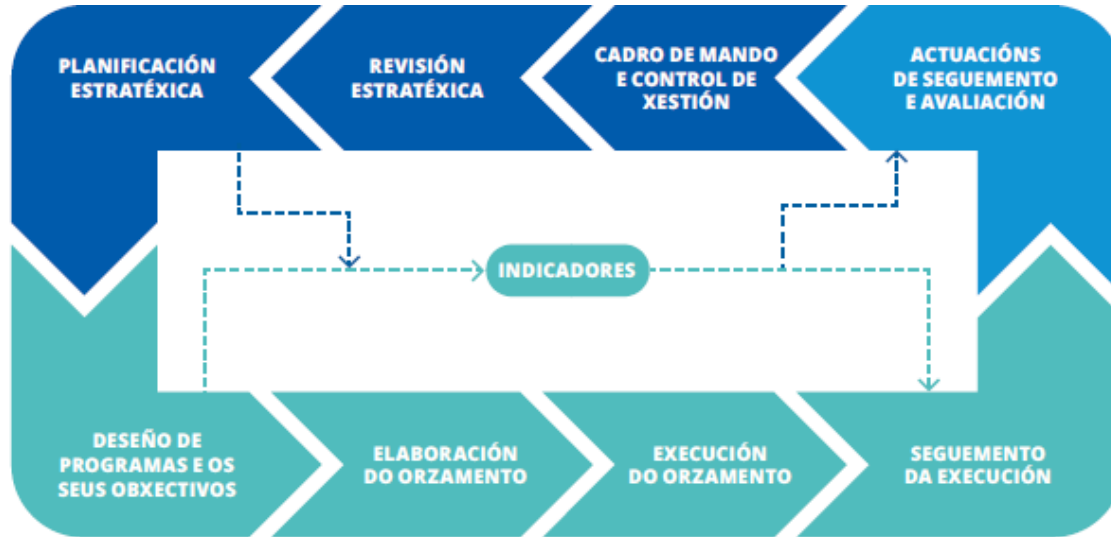 PLANIFICACIÓN
ESTRATÉXICA
REVISIÓN
ESTRATÉXICA
CADRO DE MANDO
E CONTROL DE
XESTIÓN
ACTUACIÓNS
DE SEGUEMENTO
E AVALIACIÓN
INDICADORES
DESEÑO DE
PROGRAMAS E OS
SEUS OBXECTIVOS
ELABORACIÓN
DO ORZAMENTO
EXECUCIÓN
DO ORZAMENTO
SEGUEMENTO
DA EXECUCIÓN